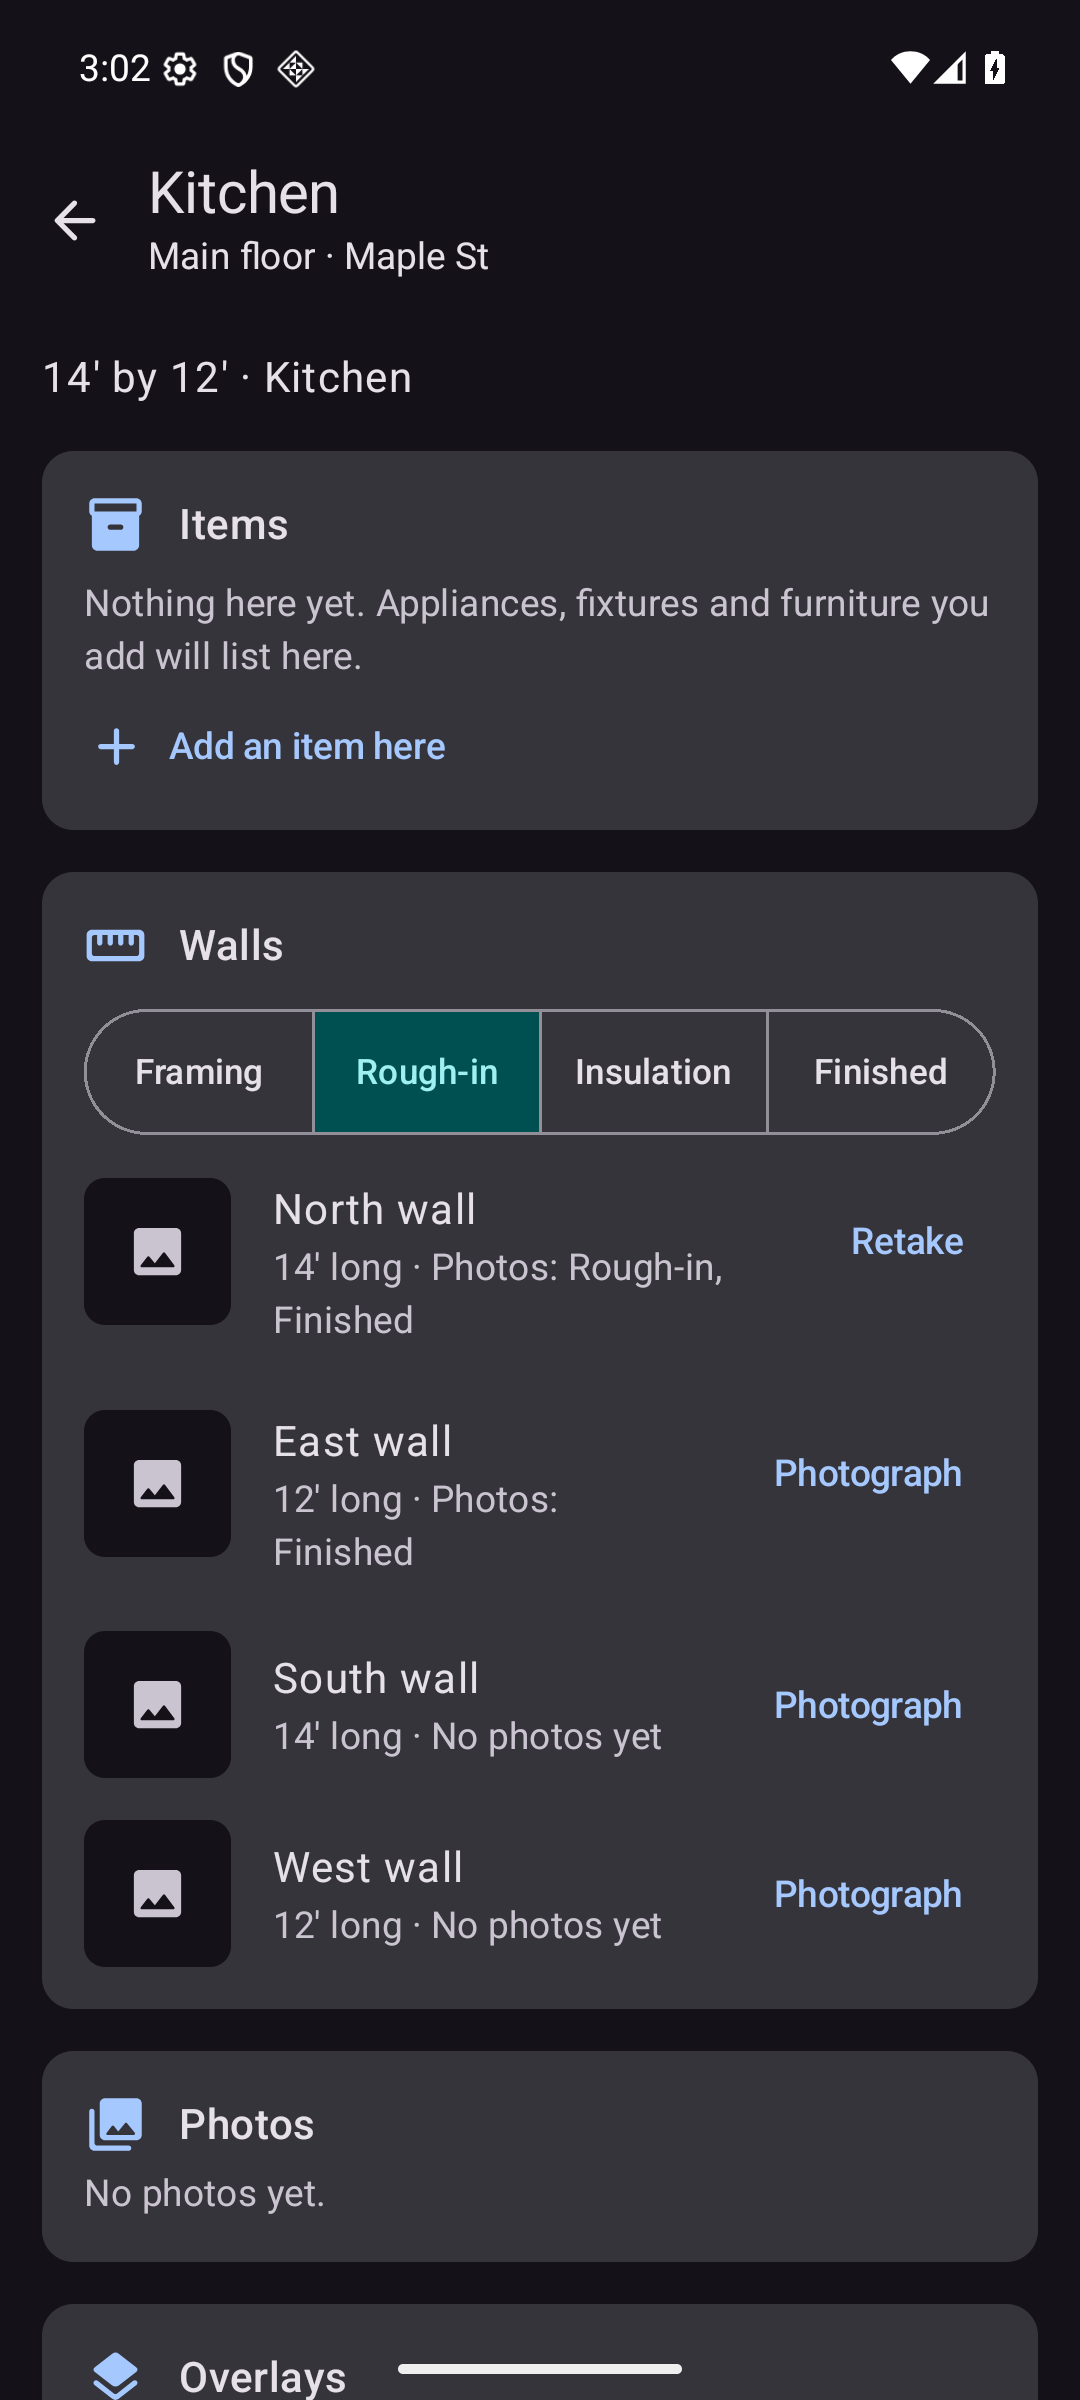 3:02
Kitchen
Main floor · Maple St
14' by 12' · Kitchen
Items
Nothing here yet. Appliances, fixtures and furniture you
add will list here.
Add an item here
Walls
Framing
Rough-in
Insulation
Finished
North wall
14' long · Photos: Rough-in,
Finished
Retake
East wall
12' long · Photos:
Finished
Photograph
South wall
14' long · No photos yet
Photograph
West wall
12' long · No photos yet
Photograph
Photos
No photos yet.
Overlays